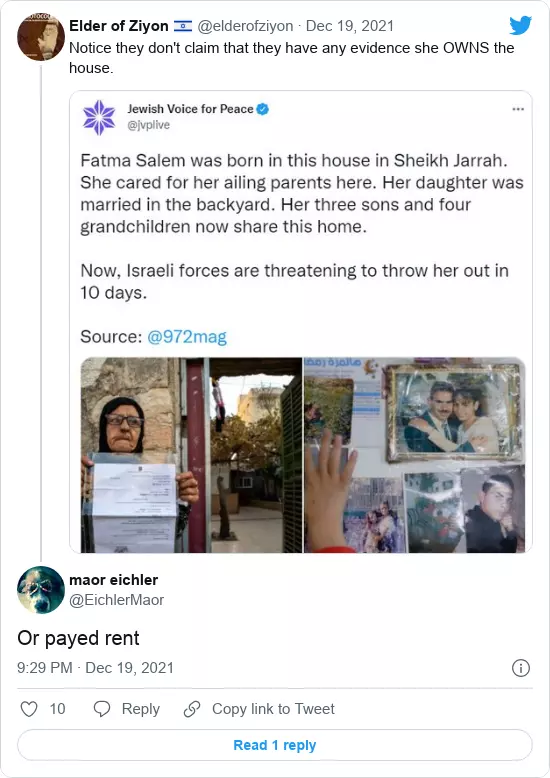 Elder of Ziyon 🇮🇱 @elderofziyon · Dec 19, 2021
Notice they don't claim that they have any evidence she OWNS the
house.
Jewish Voice for Peace
@jvplive
Fatma Salem was born in this house in Sheikh Jarrah.
She cared for her ailing parents here. Her daughter was
married in the backyard. Her three sons and four
grandchildren now share this home.
Now, Israeli forces are threatening to throw her out in
10 days.
Source: @972mag
maor eichler
@EichlerMaor
Or payed rent
9:29 PM · Dec 19, 2021
10 Reply Copy link to Tweet
Read 1 reply